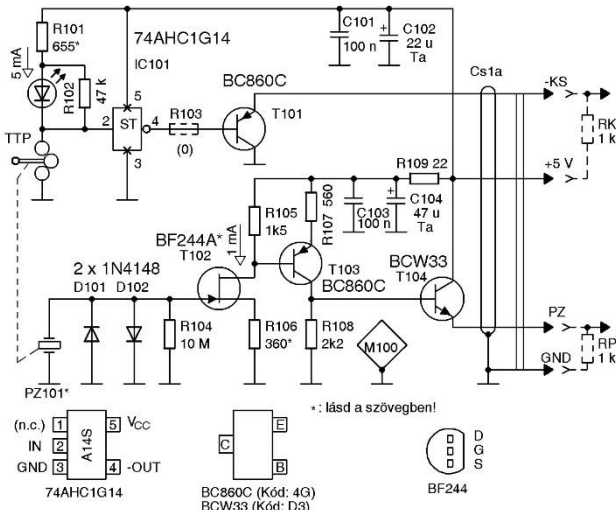 R101
655*
5 mA
R102
47 k
TTP
74AHC1G14
IC101
5
2
ST
4
3
R103
(0)
BC860C
T101
C101
100 n
C102
22 u
Ta
Cs1a
-KS
RK
1 k
+5 V
R109 22
BF244A*
T102
R105
1k5
1 mA
R107 560
C103
100n
C104
47 u
Ta
T103
BC860C
BCW33
T104
2 x 1N4148
D101
D102
R104
10 M
R106
360*
R108
2k2
M100
PZ
GND
RP
1 k
PZ101*
*: lásd a szövegben!
(n.c.)
1
5
VCC
IN
2
A14S
GND
3
4
-OUT
74AHC1G14
C
E
B
BC860C (Kód: 4G)
BCW33 (Kód: D3)
D
G
S
BF244